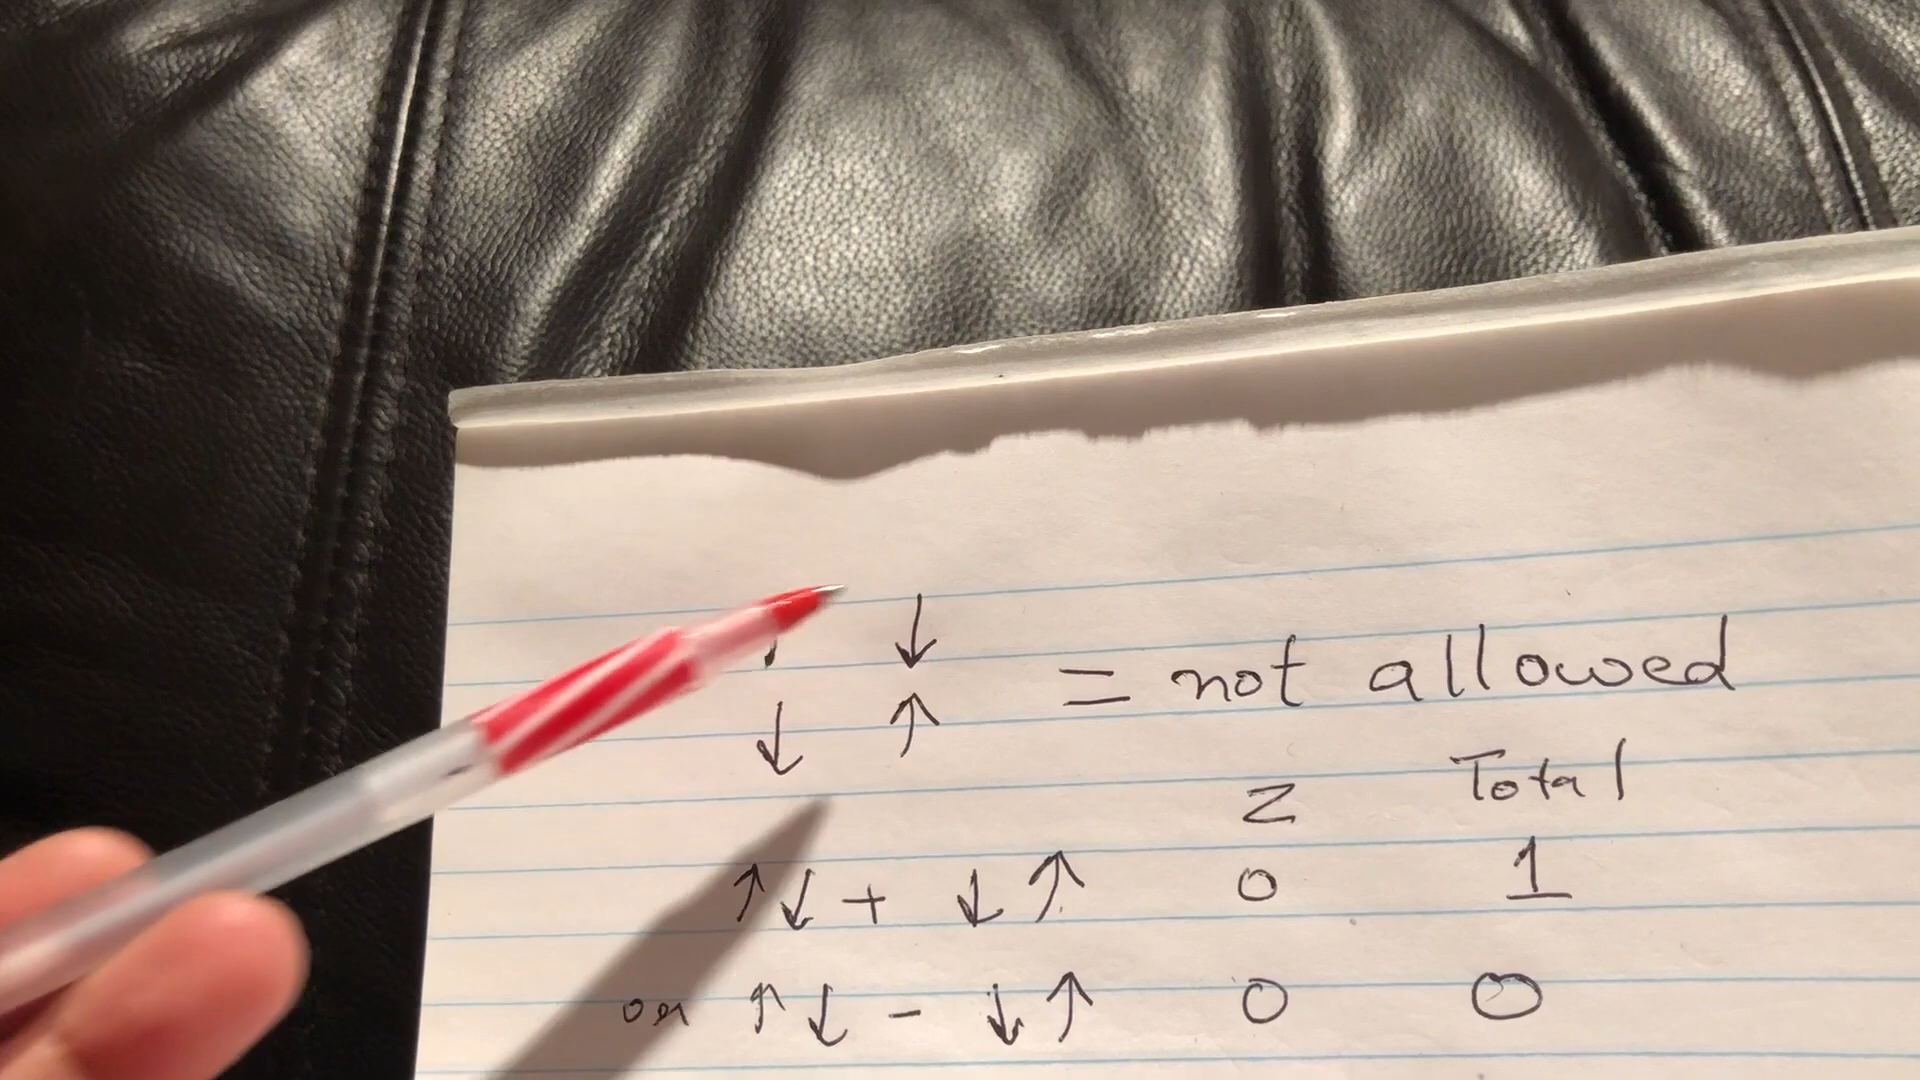 ↓
= not allowed
↓ ↑
Z Total
↑↓ + ↓↑ 0 1
or ↑↓ - ↓↑ 0 0